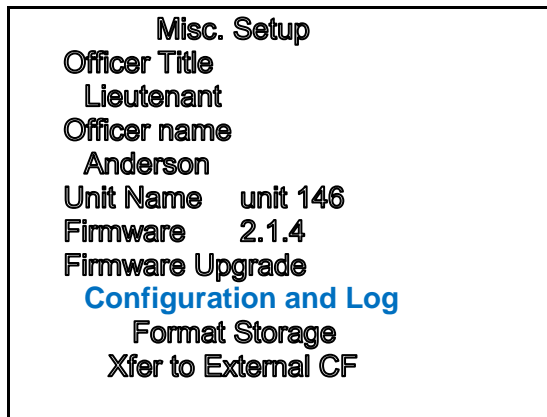 Misc. Setup
Officer Title
Lieutenant
Officer name
Anderson
Unit Name unit 146
Firmware 2.1.4
Firmware Upgrade
Configuration and Log
Format Storage
Xfer to External CF